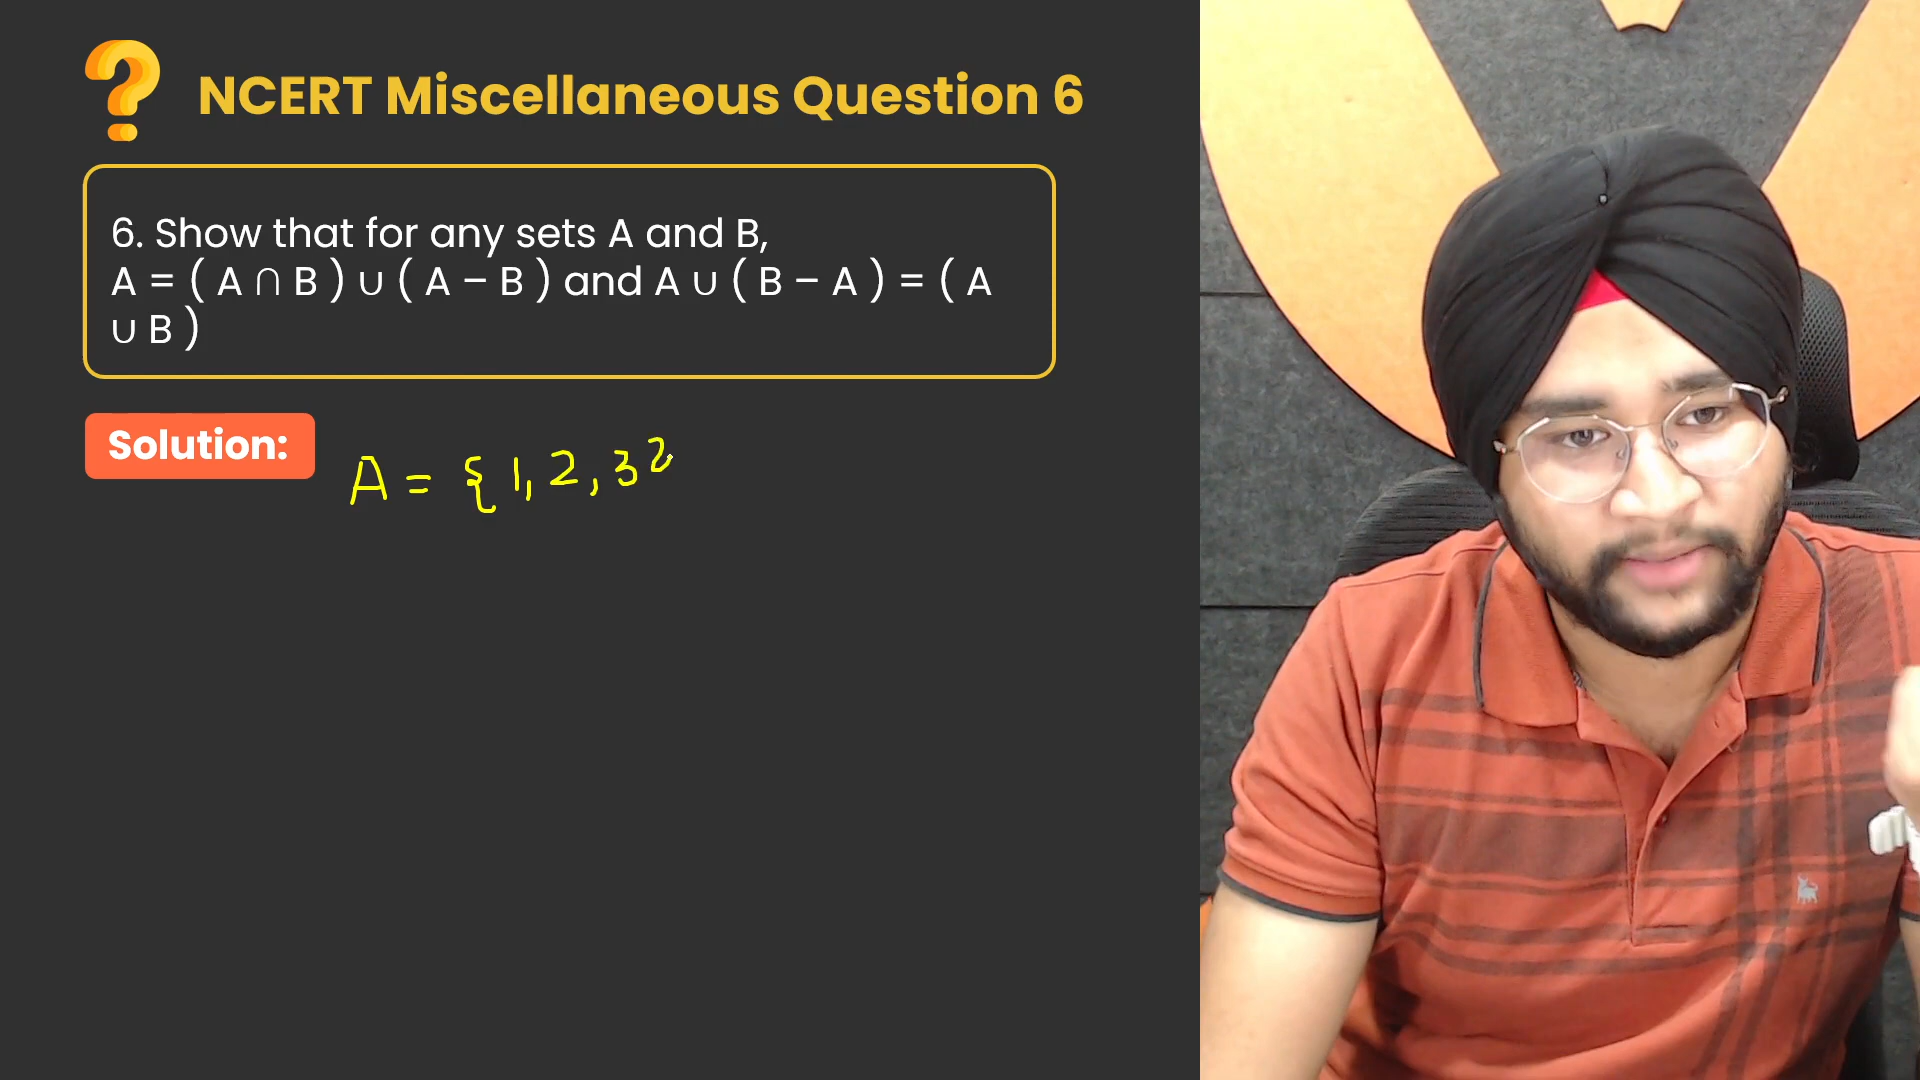 NCERT Miscellaneous Question 6
6. Show that for any sets A and B,
A = ( A ∩ B ) ∪ ( A – B ) and A ∪ ( B – A ) = ( A
∪ B )
Solution:
A = { 1, 2, 3